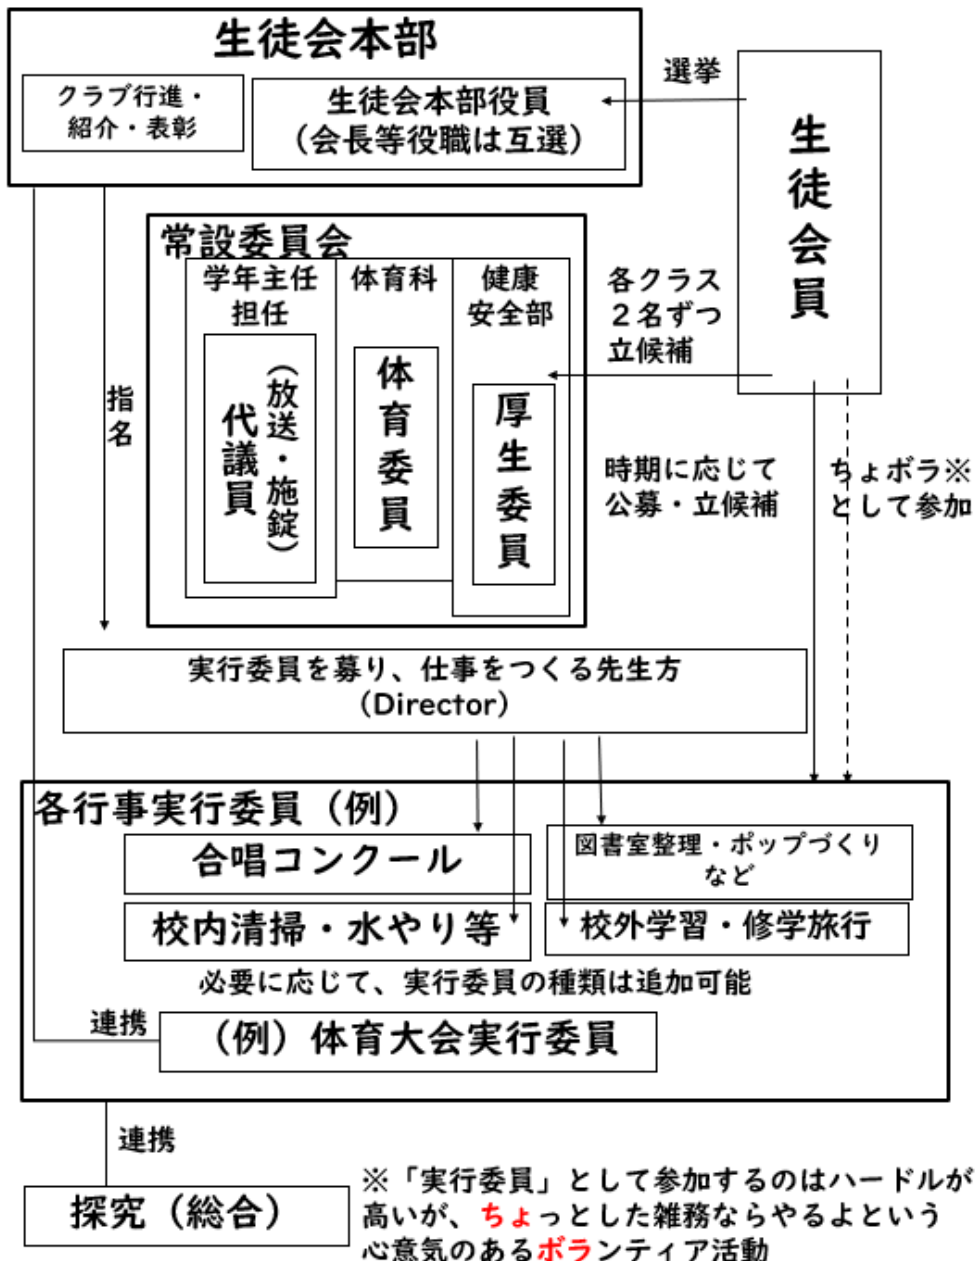 生徒会本部
クラブ行進・
紹介・表彰
生徒会本部役員
（会長等役職は互選）
選挙
生徒会員
常設委員会
学年主任
担任
（放送・施錠）
代議員
体育科
体育委員
健康
安全部
厚生委員
各クラス
２名ずつ
立候補
指名
時期に応じて
公募・立候補
ちょボラ※
として参加
実行委員を募り、仕事をつくる先生方
（Director）
各行事実行委員（例）
合唱コンクール
図書室整理・ポップづくり
など
校内清掃・水やり等
校外学習・修学旅行
必要に応じて、実行委員の種類は追加可能
連携
（例）体育大会実行委員
連携
探究（総合）
※「実行委員」として参加するのはハードルが
高いが、ちょっとした雑務ならやるよという
心意気のあるボランティア活動